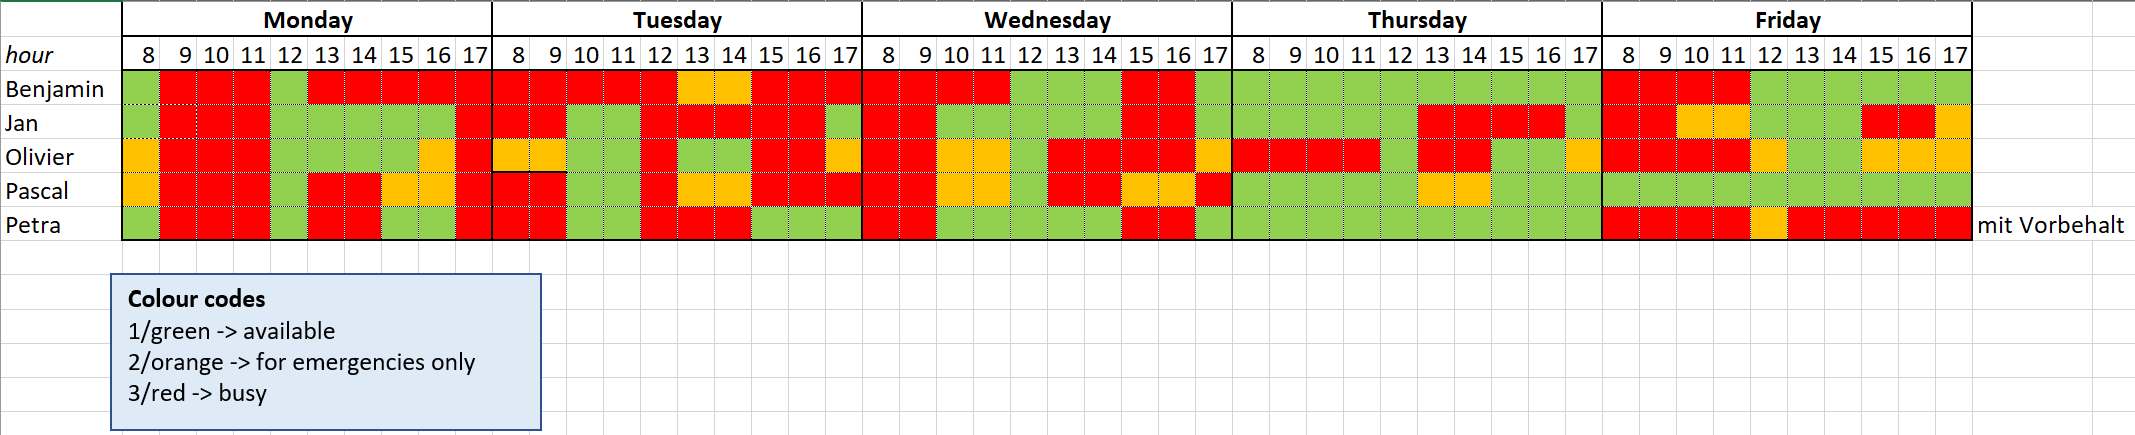 Monday Tuesday Wednesday Thursday Friday
hour 8 9 10 11 12 13 14 15 16 17 8 9 10 11 12 13 14 15 16 17 8 9 10 11 12 13 14 15 16 17 8 9 10 11 12 13 14 15 16 17 8 9 10 11 12 13 14 15 16 17
Benjamin
Jan
Olivier
Pascal
Petra mit Vorbehalt
Colour codes
1/green -> available
2/orange -> for emergencies only
3/red -> busy